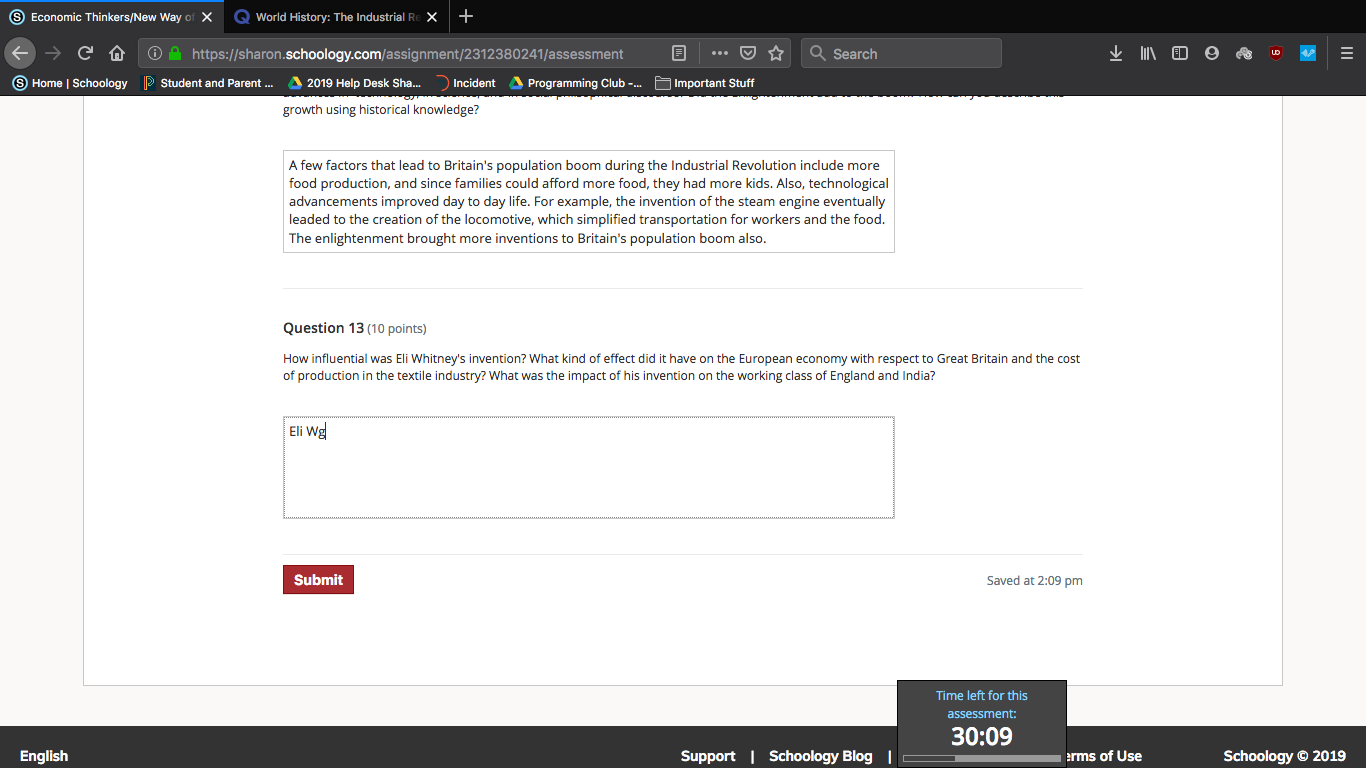 Economic Thinkers/New Way of
World History: The Industrial Re
https://sharon.schoology.com/assignment/2312380241/assessment
Search
Home | Schoology
Student and Parent ...
2019 Help Desk Sha...
Incident
Programming Club -...
Important Stuff
growth using historical knowledge?
A few factors that lead to Britain's population boom during the Industrial Revolution include more
food production, and since families could afford more food, they had more kids. Also, technological
advancements improved day to day life. For example, the invention of the steam engine eventually
leaded to the creation of the locomotive, which simplified transportation for workers and the food.
The enlightenment brought more inventions to Britain's population boom also.
Question 13 (10 points)
How influential was Eli Whitney's invention? What kind of effect did it have on the European economy with respect to Great Britain and the cost
of production in the textile industry? What was the impact of his invention on the working class of England and India?
Eli Wg
Submit
Saved at 2:09 pm
Time left for this
assessment:
30:09
English
Support | Schoology Blog |
erms of Use
Schoology © 2019